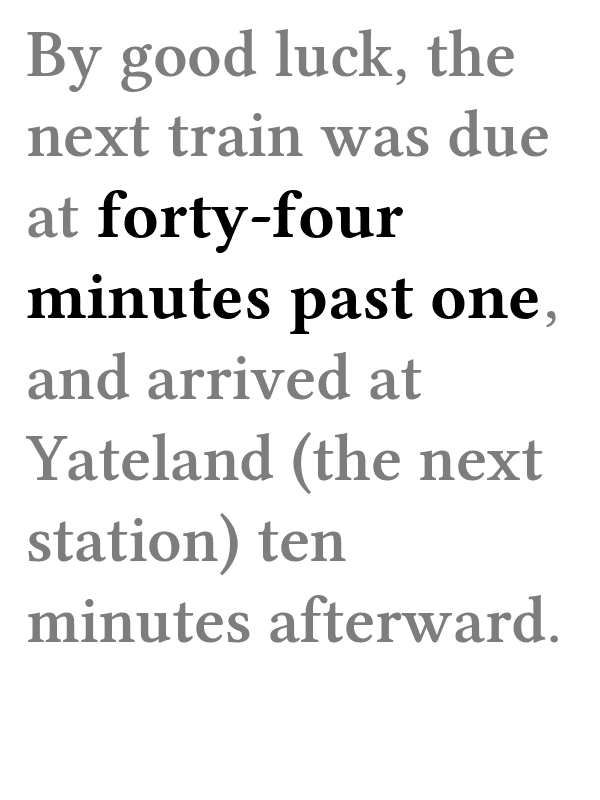 By good luck, the
next train was due
at forty-four
minutes past one,
and arrived at
Yateland (the next
station) ten
minutes afterward.